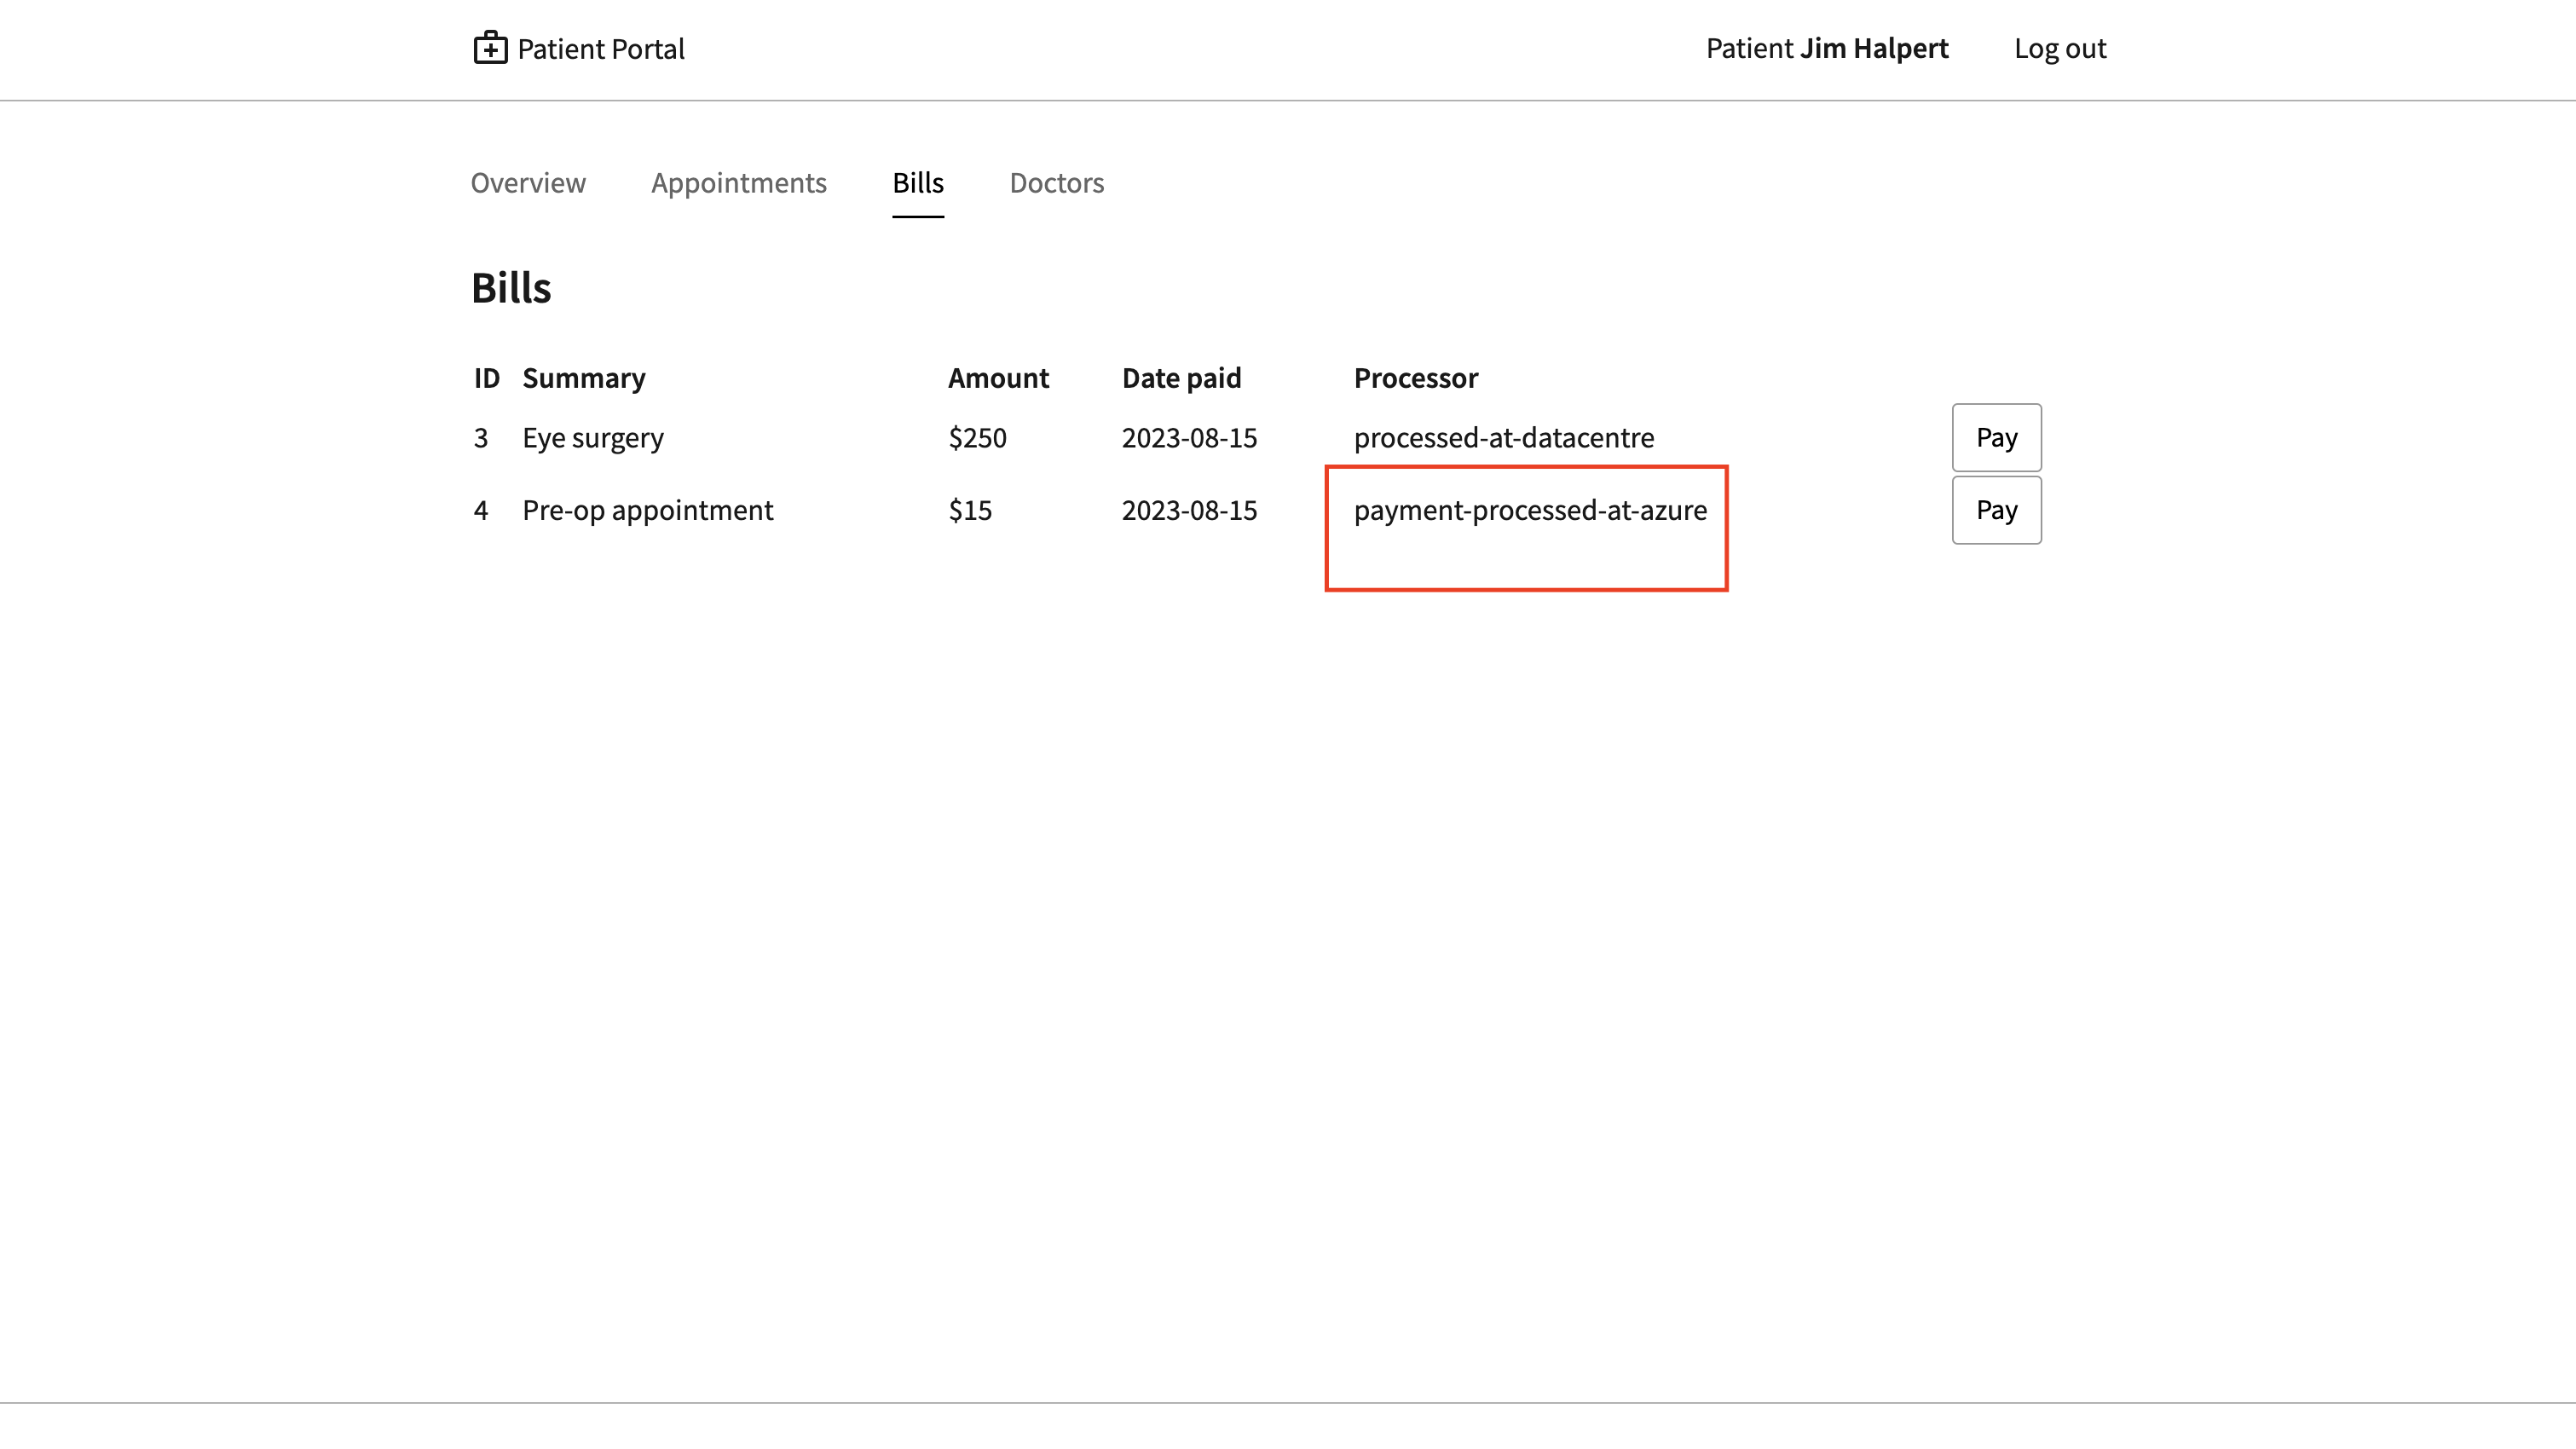 Patient Portal
Patient Jim Halpert
Log out
Overview
Appointments
Bills
Doctors
Bills
ID Summary Amount Date paid Processor
3 Eye surgery $250 2023-08-15 processed-at-datacentre Pay
4 Pre-op appointment $15 2023-08-15 payment-processed-at-azure Pay